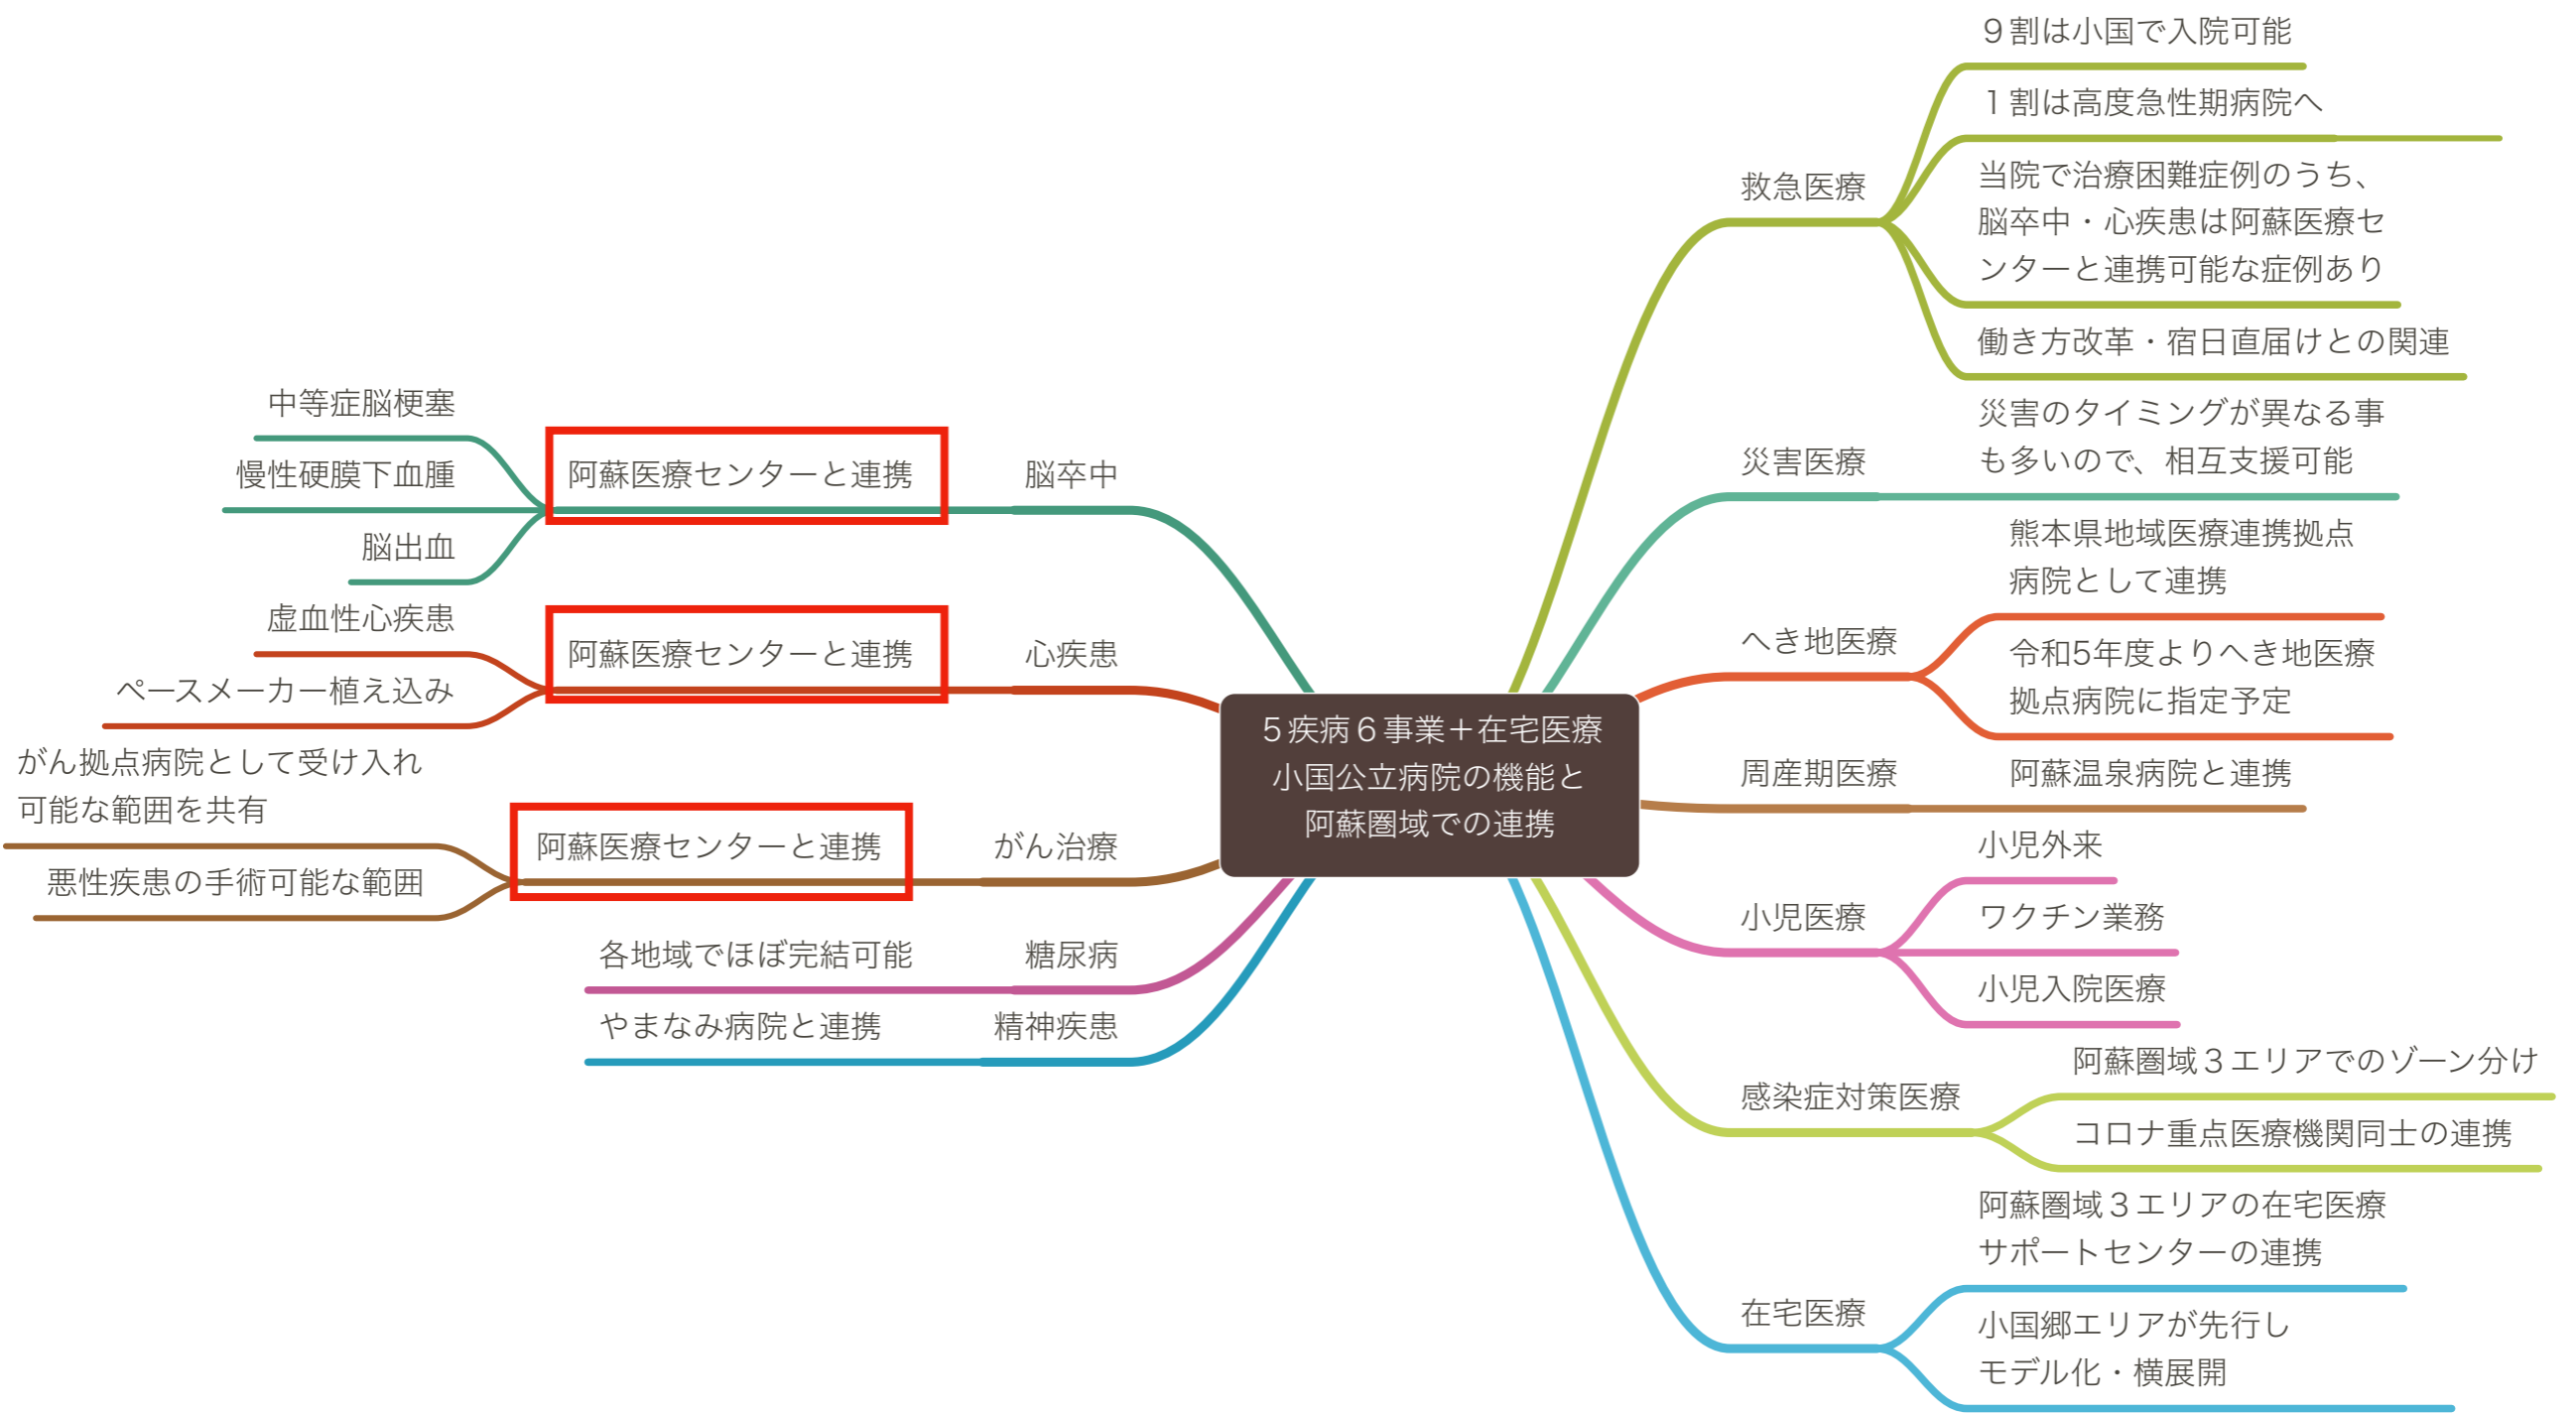 ５疾病６事業＋在宅医療
小国公立病院の機能と
阿蘇圏域での連携
脳卒中
阿蘇医療センターと連携
中等症脳梗塞
慢性硬膜下血腫
脳出血
心疾患
阿蘇医療センターと連携
虚血性心疾患
ペースメーカー植え込み
がん治療
阿蘇医療センターと連携
がん拠点病院として受け入れ
可能な範囲を共有
悪性疾患の手術可能な範囲
糖尿病
各地域でほぼ完結可能
精神疾患
やまなみ病院と連携
救急医療
９割は小国で入院可能
１割は高度急性期病院へ
当院で治療困難症例のうち、
脳卒中・心疾患は阿蘇医療セ
ンターと連携可能な症例あり
働き方改革・宿日直届けとの関連
災害医療
災害のタイミングが異なる事
も多いので、相互支援可能
へき地医療
熊本県地域医療連携拠点
病院として連携
令和5年度よりへき地医療
拠点病院に指定予定
周産期医療
阿蘇温泉病院と連携
小児医療
小児外来
ワクチン業務
小児入院医療
感染症対策医療
阿蘇圏域３エリアでのゾーン分け
コロナ重点医療機関同士の連携
在宅医療
阿蘇圏域３エリアの在宅医療
サポートセンターの連携
小国郷エリアが先行し
モデル化・横展開